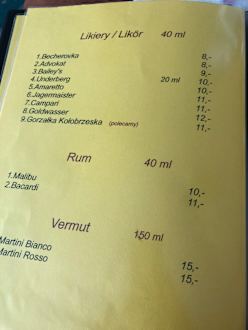 Likiery / Likör 40 ml
1.Becherovka 8,-
2.Advokat 8,-
3.Bailey's 9,-
4.Underberg 20 ml 10,-
5.Amaretto 10,-
6.Jagermaister 11,-
7.Campari 11,-
8.Goldwasser 12,-
9.Gorzałka Kołobrzeska (polecamy) 11,-
Rum 40 ml
1.Malibu 10,-
2.Bacardi 11,-
Vermut 150 ml
Martini Bianco 15,-
Martini Rosso 15,-